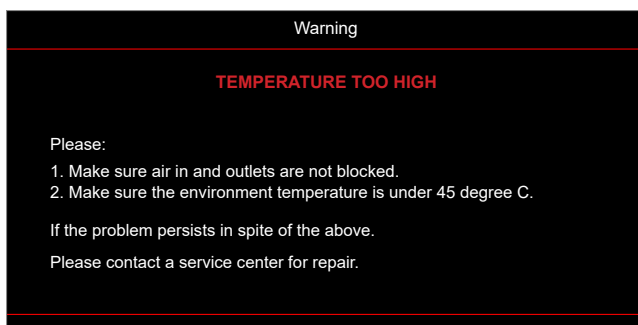 Warning
TEMPERATURE TOO HIGH
Please:
1. Make sure air in and outlets are not blocked.
2. Make sure the environment temperature is under 45 degree C.
If the problem persists in spite of the above.
Please contact a service center for repair.